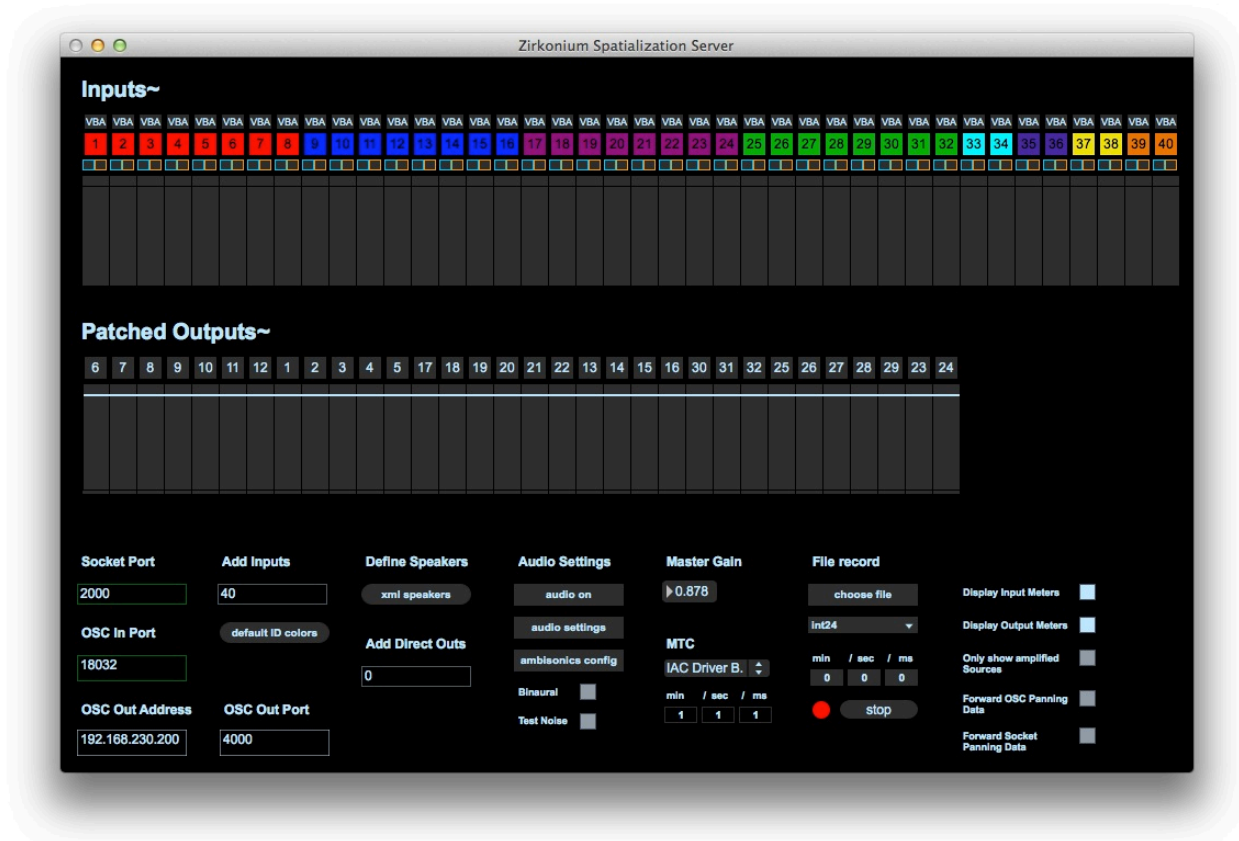 Zirkonium Spatialization Server
Inputs~
VBA VBA VBA VBA VBA VBA VBA VBA VBA VBA VBA VBA VBA VBA VBA VBA VBA VBA VBA VBA VBA VBA VBA VBA VBA VBA VBA VBA VBA VBA VBA VBA VBA VBA VBA VBA VBA VBA VBA VBA
1 2 3 4 5 6 7 8 9 10 11 12 13 14 15 16 17 18 19 20 21 22 23 24 25 26 27 28 29 30 31 32 33 34 35 36 37 38 39 40
Patched Outputs~
6 7 8 9 10 11 12 1 2 3 4 5 17 18 19 20 21 22 13 14 15 16 30 31 32 25 26 27 28 29 23 24
Socket Port
2000
OSC In Port
18032
OSC Out Address
192.168.230.200
Add Inputs
40
default ID colors
OSC Out Port
4000
Define Speakers
xml speakers
Add Direct Outs
0
Audio Settings
audio on
audio settings
ambisonics config
Binaural
Test Noise
Master Gain
0.878
MTC
IAC Driver B.
min / sec / ms
1 1 1
File record
choose file
int24
min / sec / ms
0 0 0
stop
Display Input Meters
Display Output Meters
Only show amplified
Sources
Forward OSC Panning
Data
Forward Socket
Panning Data